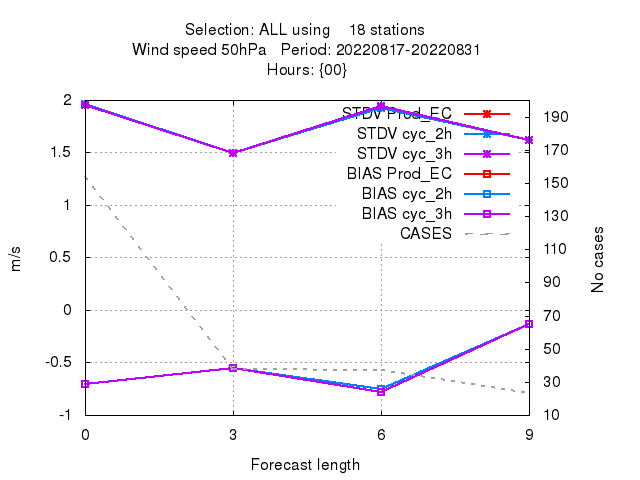 Selection: ALL using 18 stations
Wind speed 50hPa Period: 20220817-20220831
Hours: {00}
2
1.5
1
0.5
0
-0.5
-1
m/s
STDV Prod_EC
STDV cyc_2h
STDV cyc_3h
BIAS Prod_EC
BIAS cyc_2h
BIAS cyc_3h
CASES
190
170
150
130
110
90
70
50
30
10
No cases
0 3 6 9
Forecast length